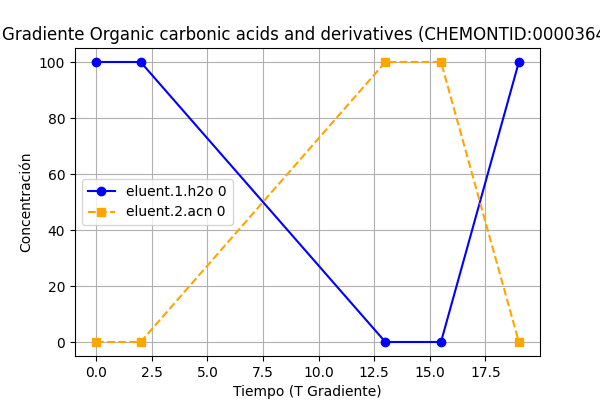 Gradiente Organic carbonic acids and derivatives (CHEMONTID:0000364
100
80
60
40
20
0
Concentración
eluent.1.h2o 0
eluent.2.acn 0
0.0 2.5 5.0 7.5 10.0 12.5 15.0 17.5
Tiempo (T Gradiente)